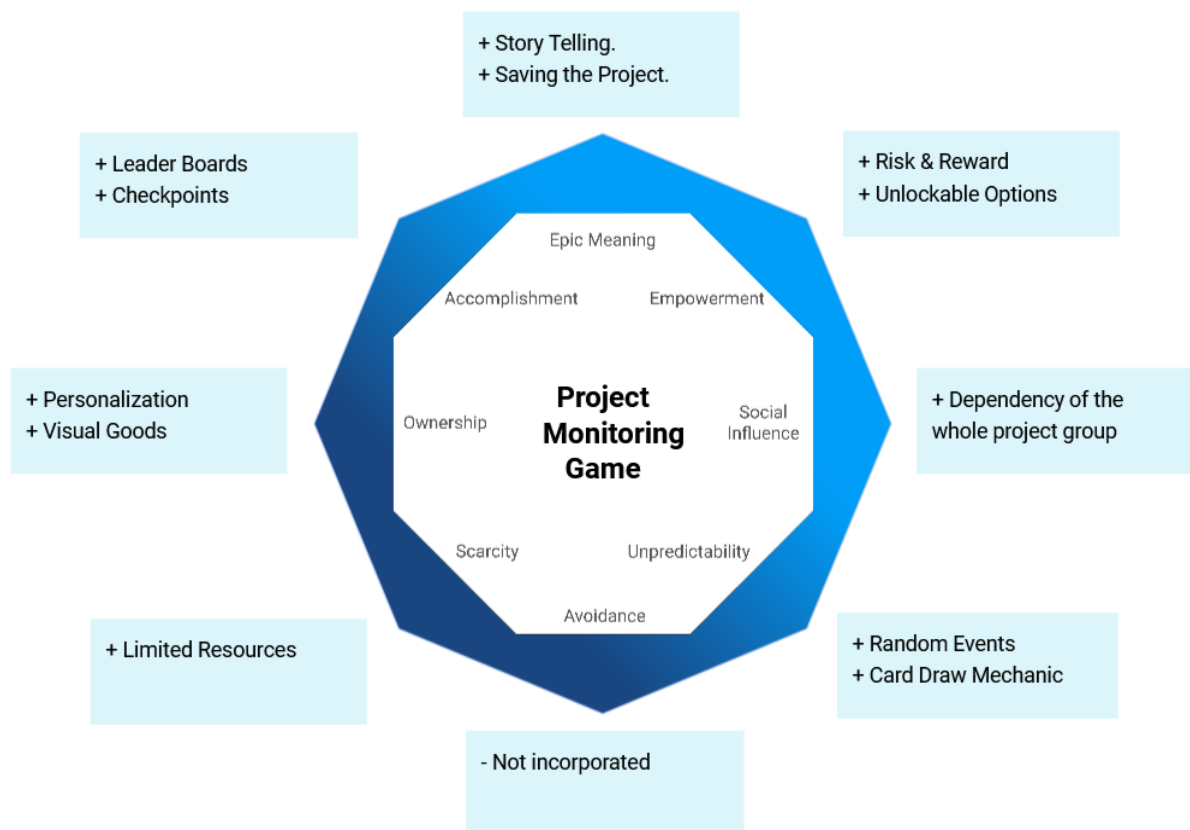 + Story Telling.
+ Saving the Project.
+ Leader Boards
+ Checkpoints
+ Risk & Reward
+ Unlockable Options
Epic Meaning
Accomplishment
Empowerment
+ Personalization
+ Visual Goods
Ownership
Project
Monitoring
Game
Social
Influence
+ Dependency of the
whole project group
Scarcity
Unpredictability
Avoidance
+ Limited Resources
+ Random Events
+ Card Draw Mechanic
- Not incorporated